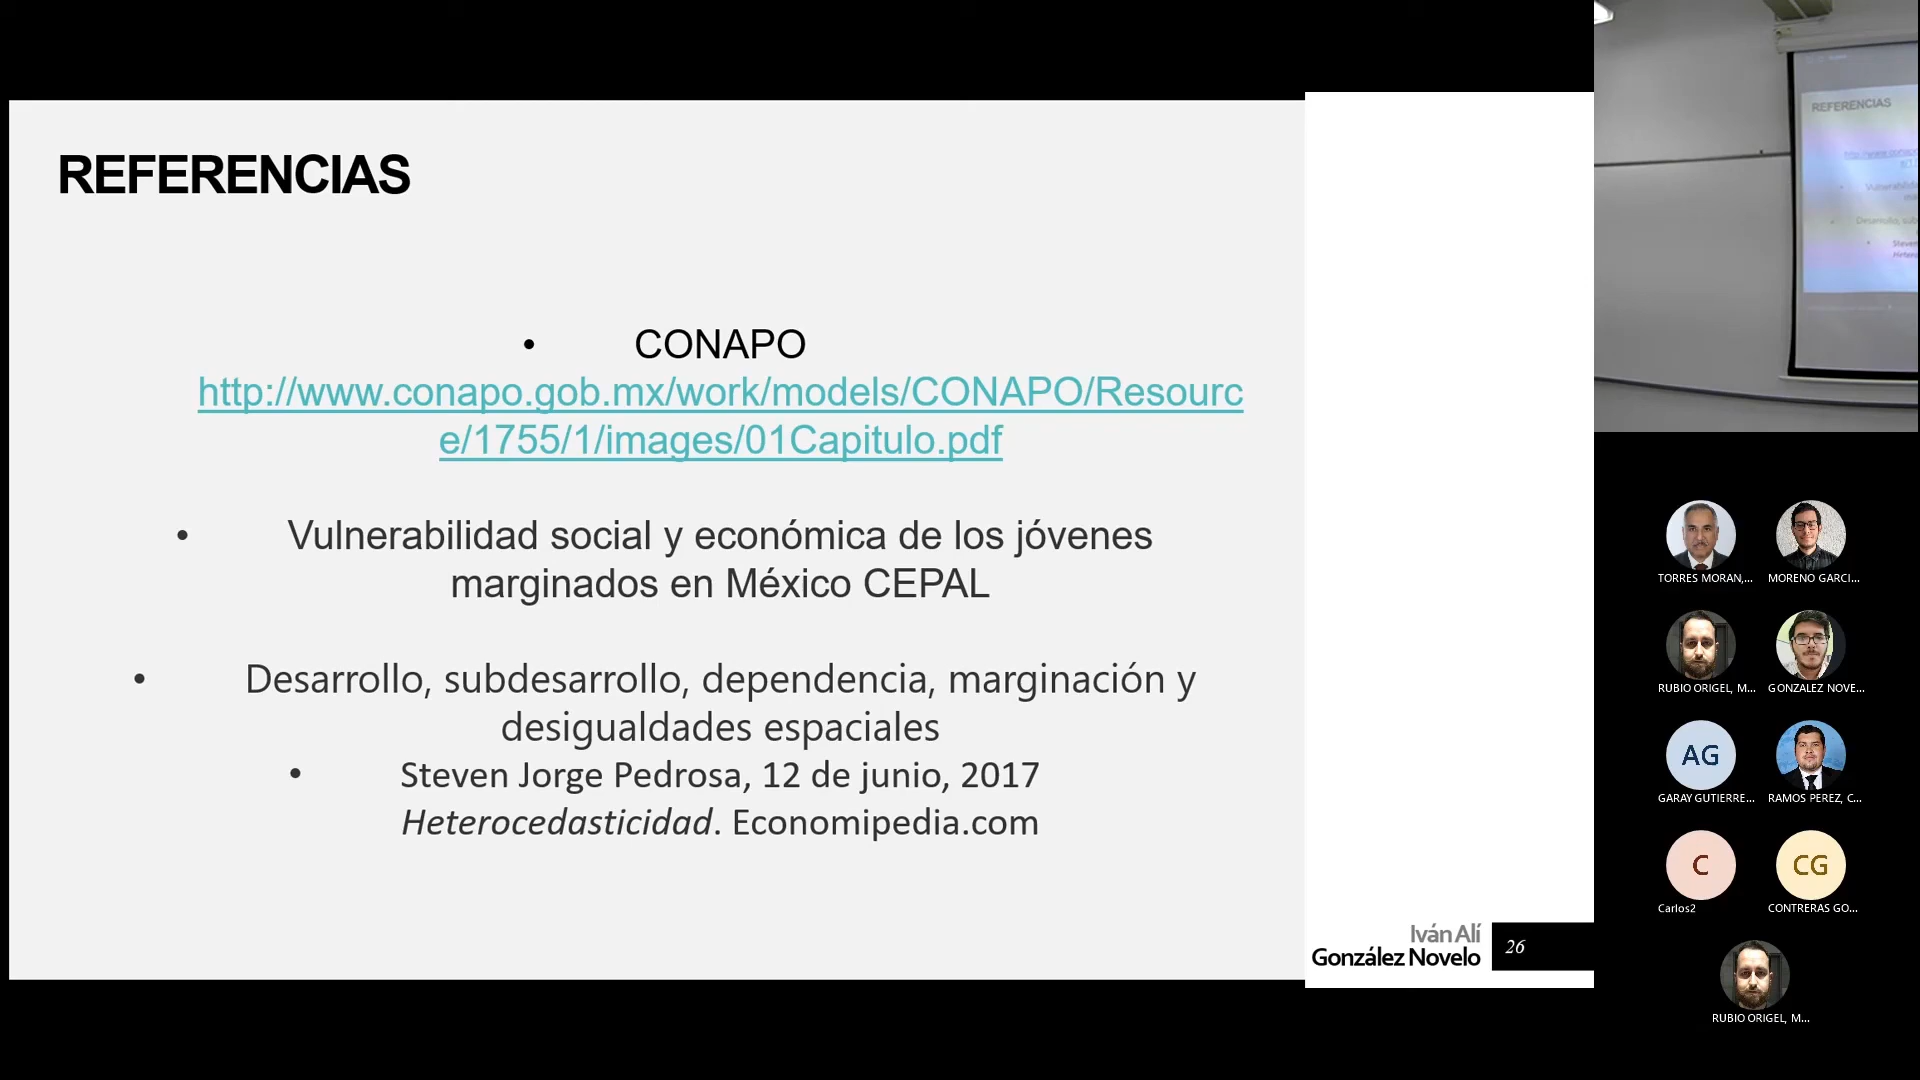 REFERENCIAS
• CONAPO
http://www.conapo.gob.mx/work/models/CONAPO/Resourc
e/1755/1/images/01Capitulo.pdf
• Vulnerabilidad social y económica de los jóvenes
marginados en México CEPAL
• Desarrollo, subdesarrollo, dependencia, marginación y
desigualdades espaciales
• Steven Jorge Pedrosa, 12 de junio, 2017
Heterocedasticidad. Economipedia.com
Iván Alí
González Novelo
26
REFERENCIAS
TORRES MORAN,...
MORENO GARCI...
RUBIO ORIGEL, M...
GONZALEZ NOVE...
AG
GARAY GUTIERRE...
RAMOS PEREZ, C...
C
Carlos2
CG
CONTRERAS GO...
RUBIO ORIGEL, M...